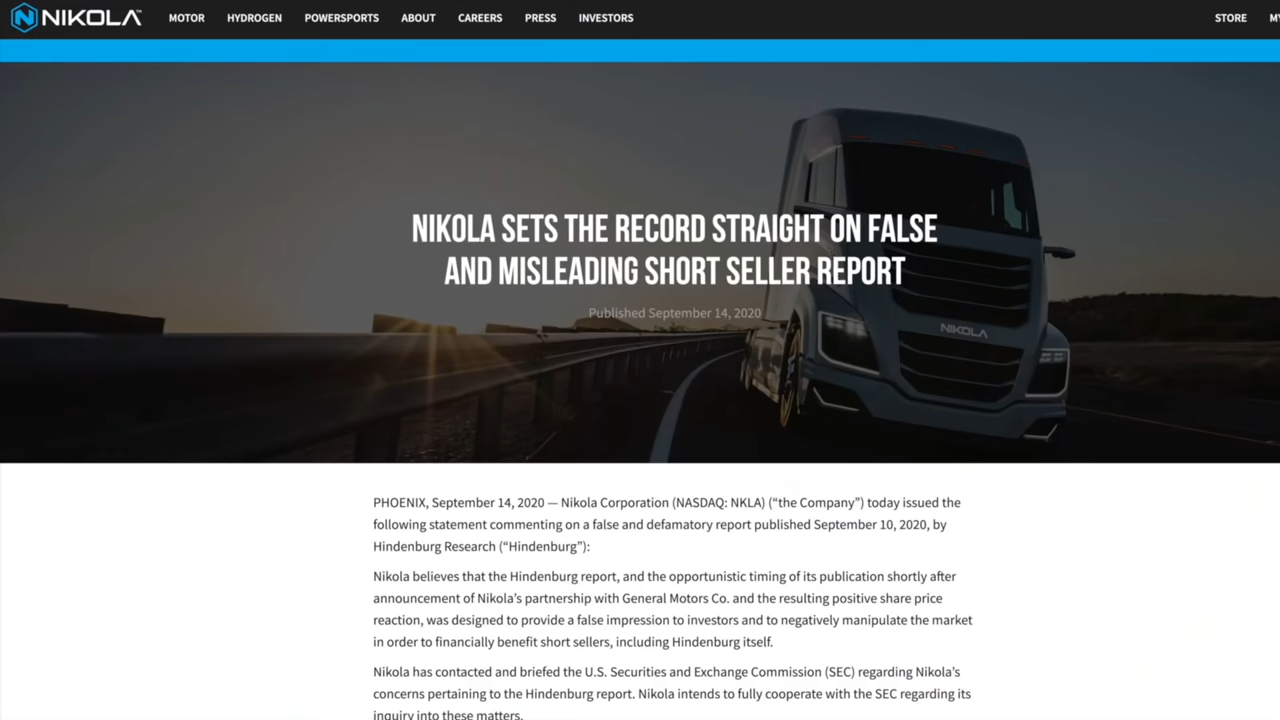 NIKOLA™ MOTOR HYDROGEN POWERSPORTS ABOUT CAREERS PRESS INVESTORS STORE
NIKOLA SETS THE RECORD STRAIGHT ON FALSE
AND MISLEADING SHORT SELLER REPORT
Published September 14, 2020
NIKOLA
PHOENIX, September 14, 2020 — Nikola Corporation (NASDAQ: NKLA) (“the Company”) today issued the
following statement commenting on a false and defamatory report published September 10, 2020, by
Hindenburg Research (“Hindenburg”):
Nikola believes that the Hindenburg report, and the opportunistic timing of its publication shortly after
announcement of Nikola’s partnership with General Motors Co. and the resulting positive share price
reaction, was designed to provide a false impression to investors and to negatively manipulate the market
in order to financially benefit short sellers, including Hindenburg itself.
Nikola has contacted and briefed the U.S. Securities and Exchange Commission (SEC) regarding Nikola’s
concerns pertaining to the Hindenburg report. Nikola intends to fully cooperate with the SEC regarding its
inquiry into these matters.